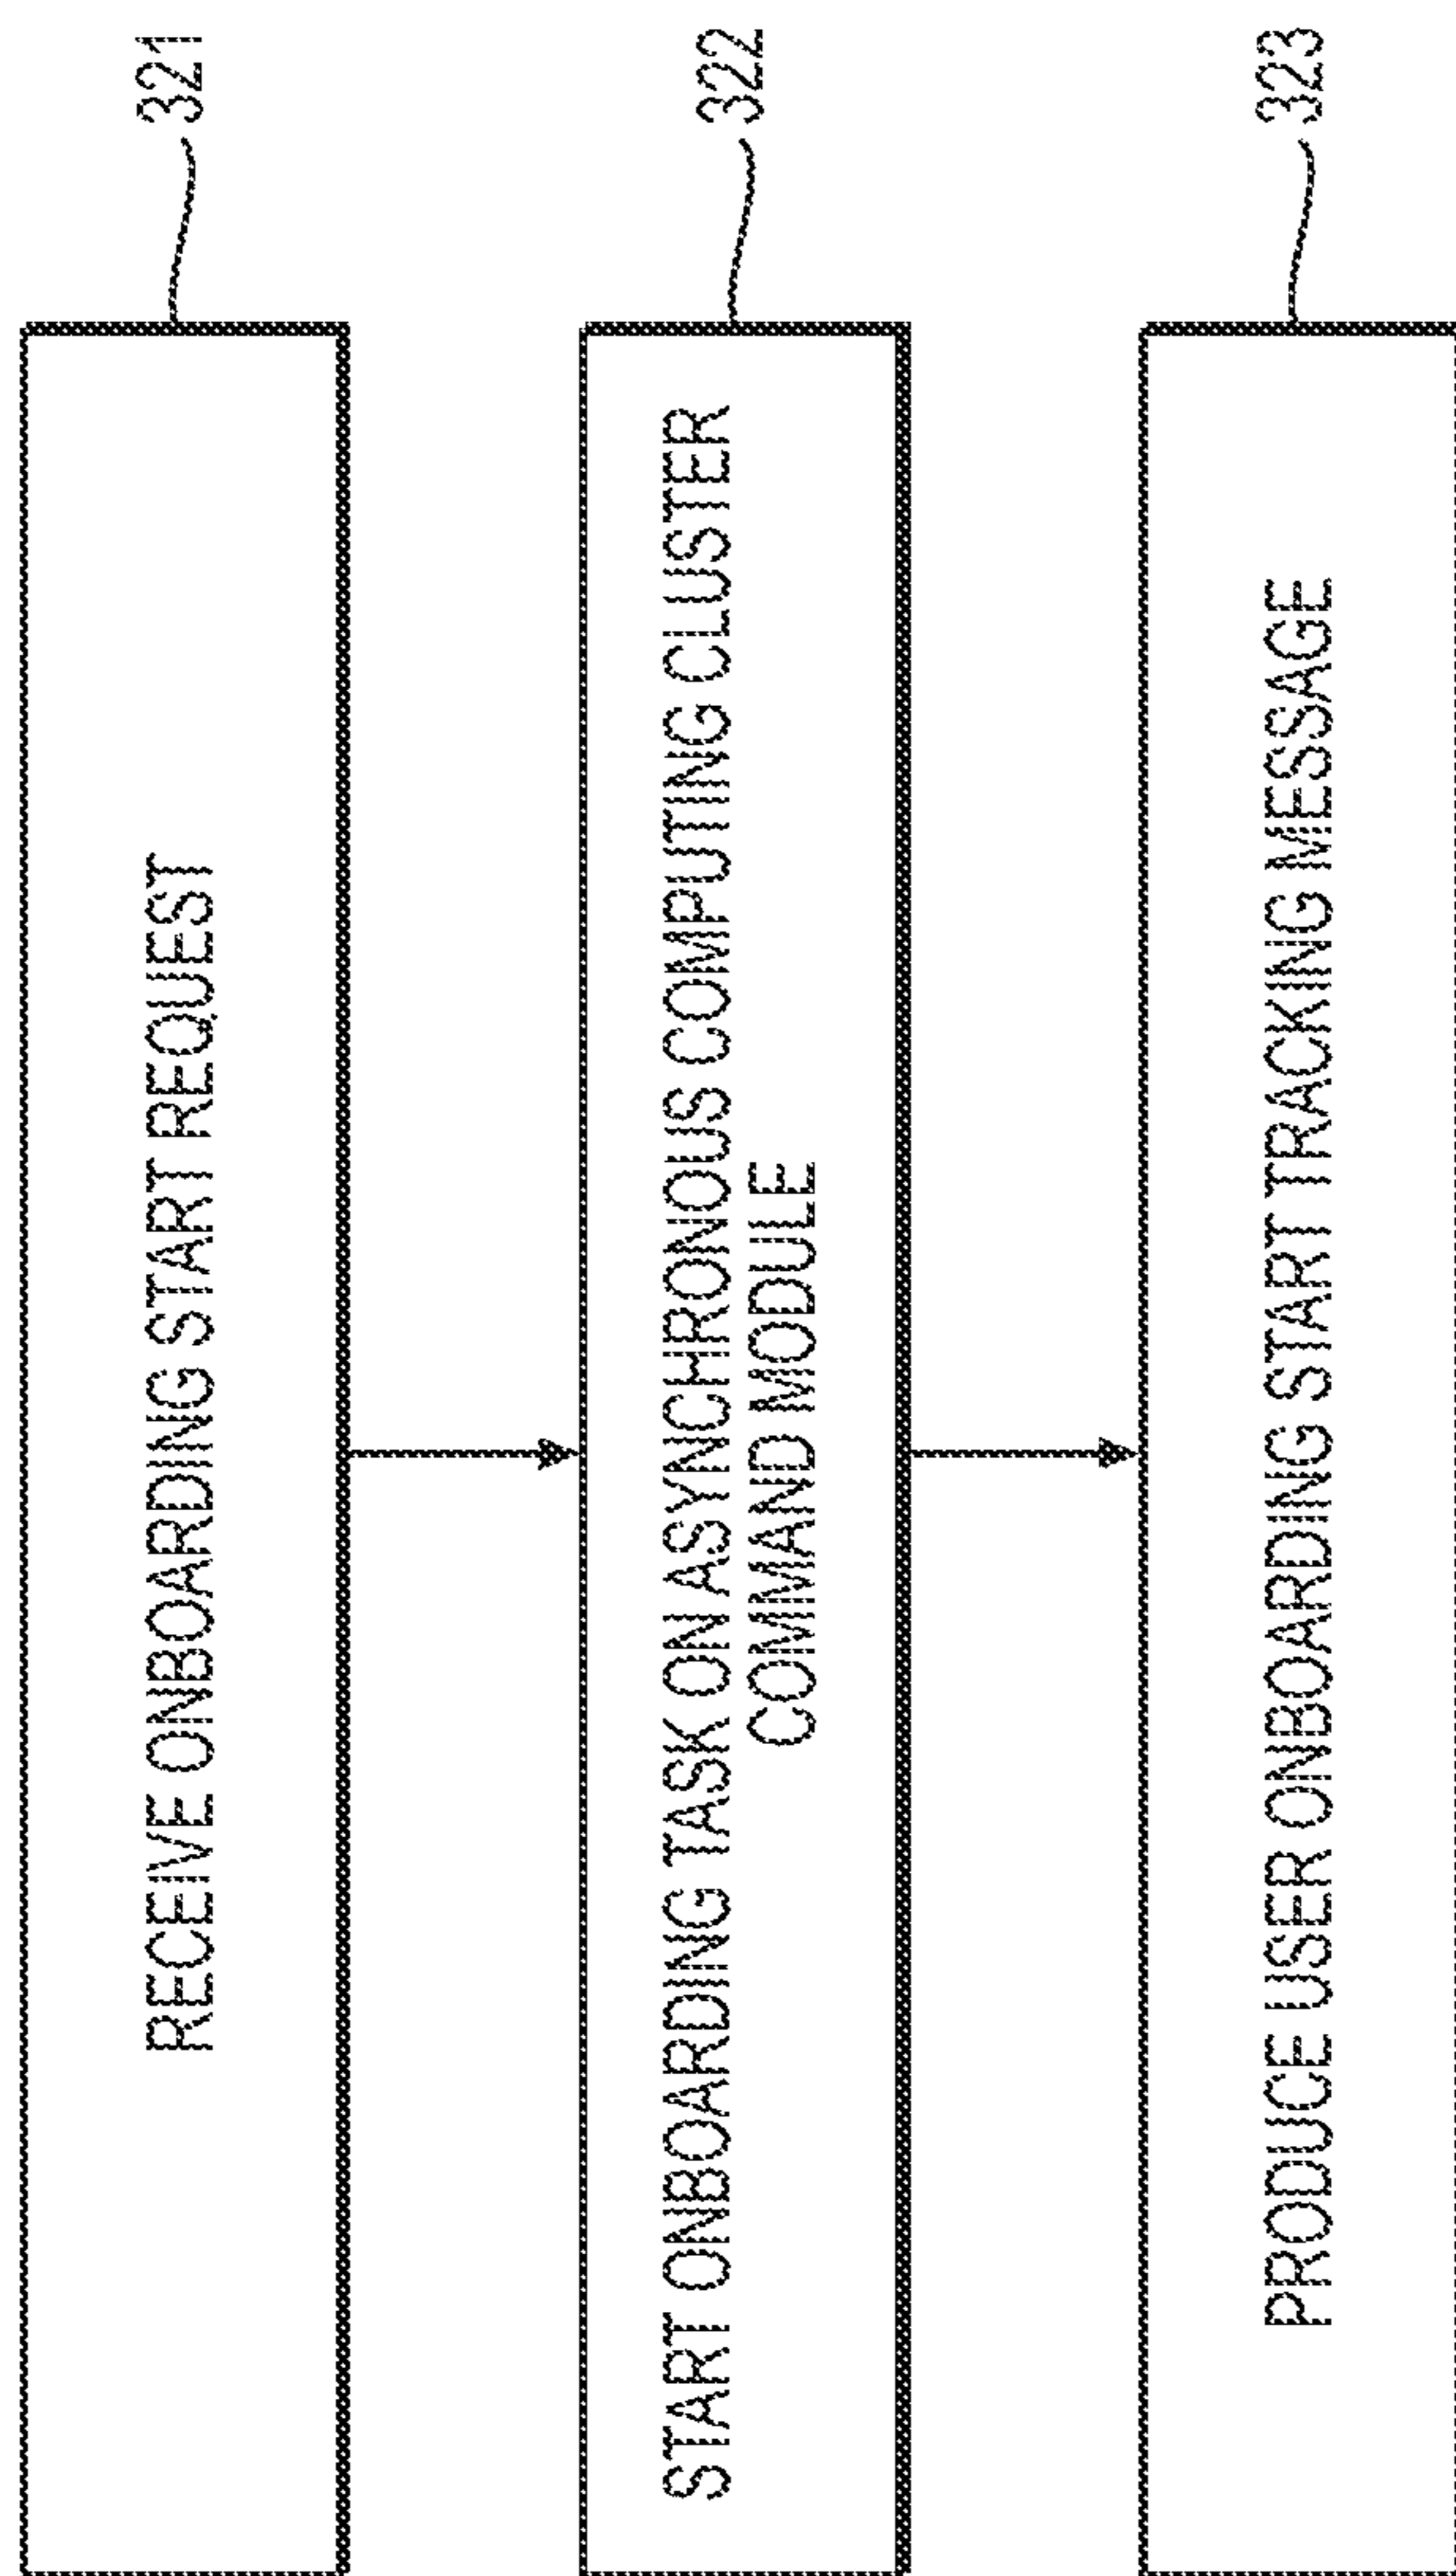 RECEIVE ONBOARDING START REQUEST
321
START ONBOARDING TASK ON ASYNCHRONOUS COMPUTING CLUSTER
COMMAND MODULE
322
PRODUCE USER ONBOARDING START TRACKING MESSAGE
323